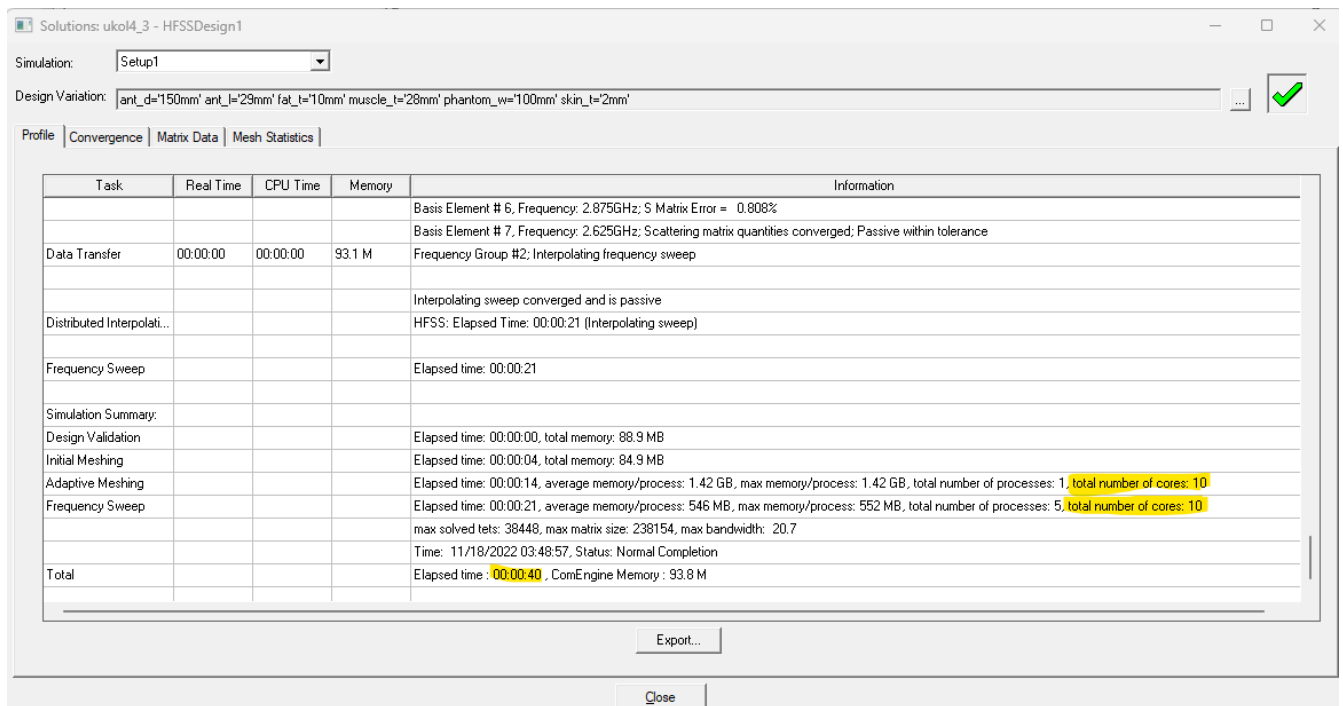 Solutions: ukol4_3 - HFSSDesign1
Simulation: Setup1
Design Variation: ant_d='150mm' ant_l='29mm' fat_t='10mm' muscle_t='28mm' phantom_w='100mm' skin_t='2mm' ...
Profile Convergence Matrix Data Mesh Statistics
Task Real Time CPU Time Memory Information
Basis Element # 6, Frequency: 2.875GHz; S Matrix Error = 0.808%
Basis Element # 7, Frequency: 2.625GHz; Scattering matrix quantities converged; Passive within tolerance
Data Transfer 00:00:00 00:00:00 93.1 M Frequency Group #2; Interpolating frequency sweep
Interpolating sweep converged and is passive
Distributed Interpolati... HFSS: Elapsed Time: 00:00:21 (Interpolating sweep)
Frequency Sweep Elapsed time: 00:00:21
Simulation Summary:
Design Validation Elapsed time: 00:00:00, total memory: 88.9 MB
Initial Meshing Elapsed time: 00:00:04, total memory: 84.9 MB
Adaptive Meshing Elapsed time: 00:00:14, average memory/process: 1.42 GB, max memory/process: 1.42 GB, total number of processes: 1, total number of cores: 10
Frequency Sweep Elapsed time: 00:00:21, average memory/process: 546 MB, max memory/process: 552 MB, total number of processes: 5, total number of cores: 10
max solved tets: 38448, max matrix size: 238154, max bandwidth: 20.7
Time: 11/18/2022 03:48:57, Status: Normal Completion
Total Elapsed time : 00:00:40 , ComEngine Memory : 93.8 M
Export...
Close